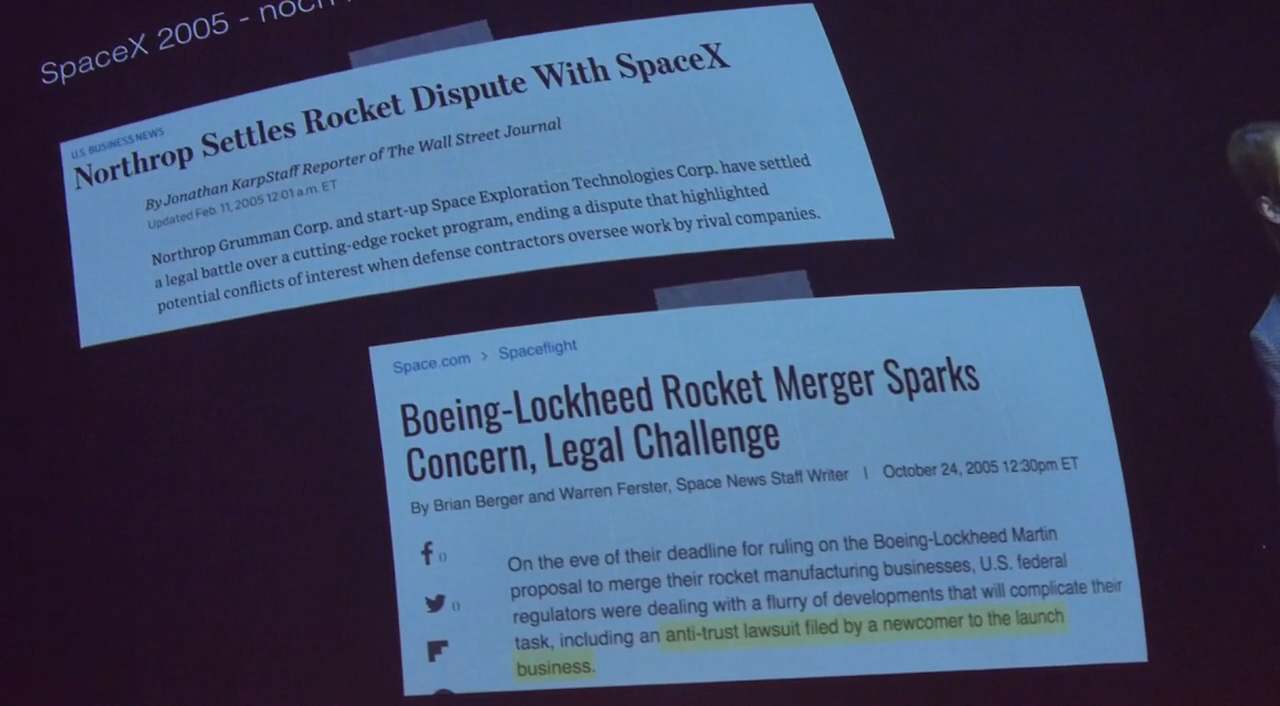 SpaceX 2005 - noch
U.S. BUSINESS NEWS
Northrop Settles Rocket Dispute With SpaceX
By Jonathan KarpStaff Reporter of The Wall Street Journal
Updated Feb. 11, 2005 12:01 a.m. ET
Northrop Grumman Corp. and start-up Space Exploration Technologies Corp. have settled
a legal battle over a cutting-edge rocket program, ending a dispute that highlighted
potential conflicts of interest when defense contractors oversee work by rival companies.
Space.com > Spaceflight
Boeing-Lockheed Rocket Merger Sparks
Concern, Legal Challenge
By Brian Berger and Warren Ferster, Space News Staff Writer | October 24, 2005 12:30pm ET
f 0
0
On the eve of their deadline for ruling on the Boeing-Lockheed Martin
proposal to merge their rocket manufacturing businesses, U.S. federal
regulators were dealing with a flurry of developments that will complicate their
task, including an anti-trust lawsuit filed by a newcomer to the launch
business.